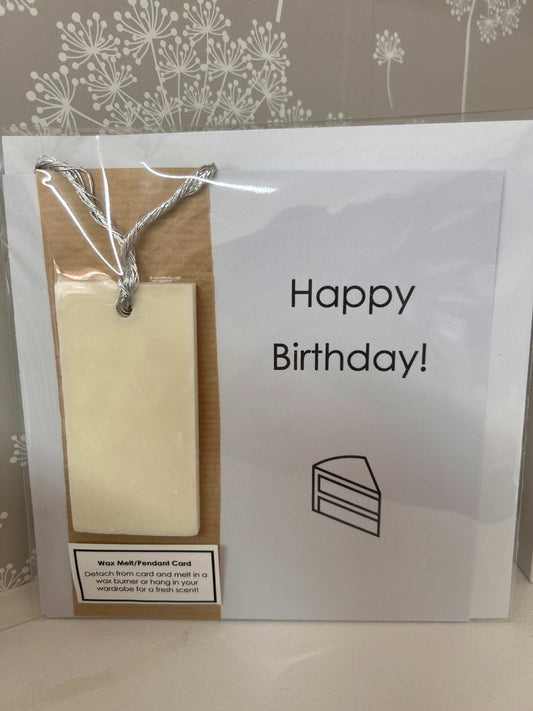 Happy
Birthday!
Wax Melt/Pendant Card
Detach from card and melt in a
wax burner or hang in your
wardrobe for a fresh scent!